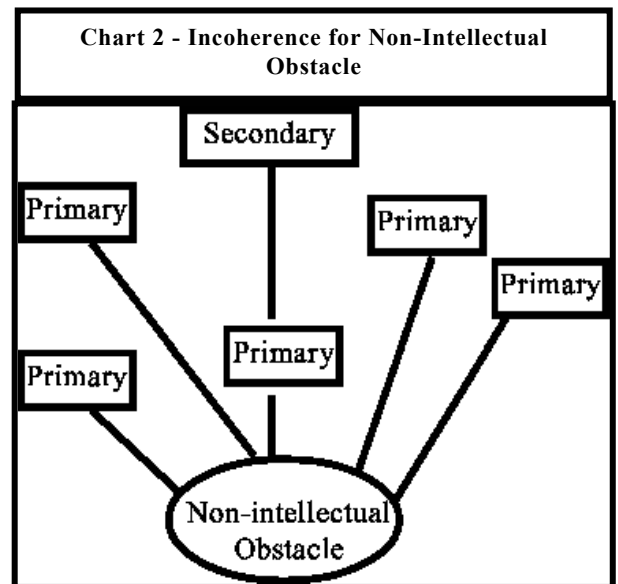 Chart 2 - Incoherence for Non-Intellectual
Obstacle
Secondary
Primary
Primary
Primary
Primary
Primary
Non-intellectual
Obstacle